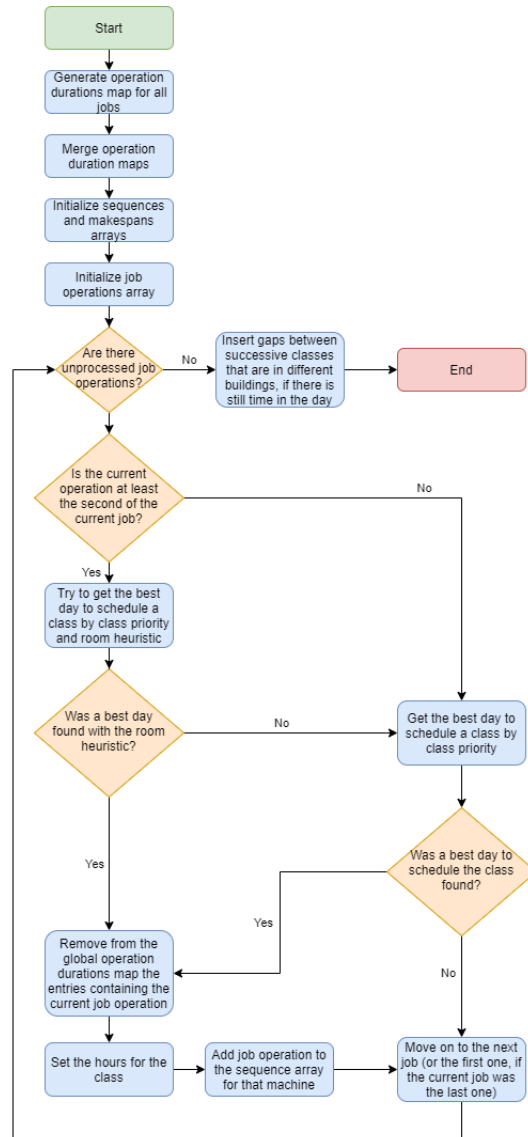 Start
Generate operation
durations map for all
jobs
Merge operation
duration maps
Initialize sequences
and makespans
arrays
Initialize job
operations array
Are there
unprocessed job
operations?
No
Insert gaps between
successive classes
that are in different
buildings, if there is
still time in the day
End
Is the current
operation at least
the second of the
current job?
No
Yes
Try to get the best
day to schedule a
class by class priority
and room heuristic
Was a best day
found with the room
heuristic?
No
Get the best day to
schedule a class by
class priority
Yes
Was a best day to
schedule the class
found?
Yes
No
Remove from the
global operation
durations map the
entries containing the
current job operation
Set the hours for the
class
Add job operation to
the sequence array
for that machine
Move on to the next
job (or the first one, if
the current job was
the last one)